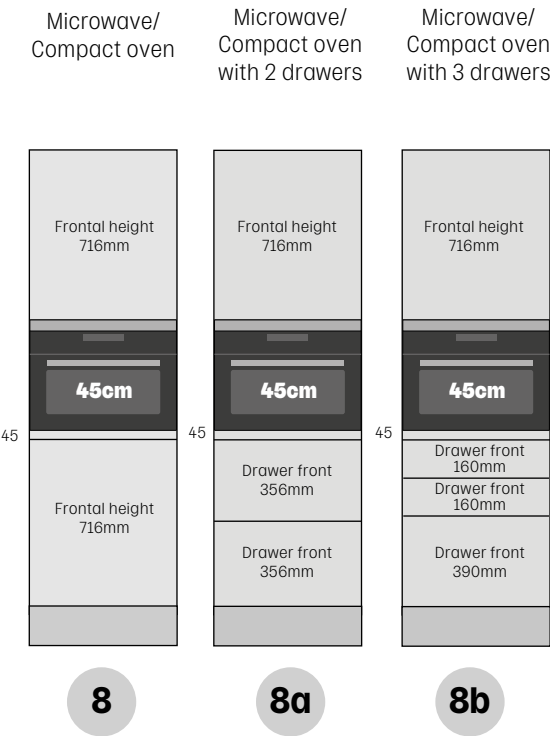 Microwave/
Compact oven
Microwave/
Compact oven
with 2 drawers
Microwave/
Compact oven
with 3 drawers
Frontal height
716mm
45cm
45
Frontal height
716mm
8
Frontal height
716mm
45cm
45
Drawer front
356mm
Drawer front
356mm
8a
Frontal height
716mm
45cm
45
Drawer front
160mm
Drawer front
160mm
Drawer front
390mm
8b